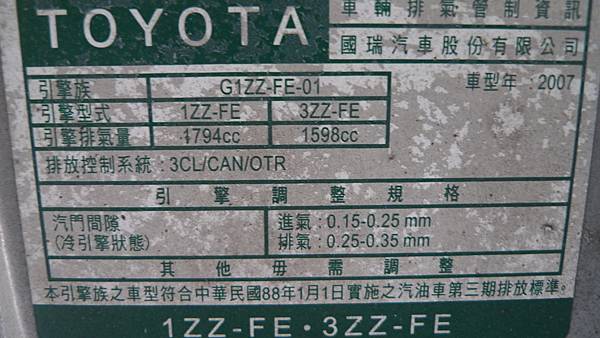 TOYOTA 車輛排氣管制資訊
國瑞汽車股份有限公司
引擎族 G1ZZ-FE-01 車型年：2007
引擎型式 1ZZ-FE 3ZZ-FE
引擎排氣量 1794cc 1598cc
排放控制系統：3CL/CAN/OTR
引擎調整規格
汽門間隙 進氣：0.15-0.25 mm
(冷引擎狀態) 排氣：0.25-0.35 mm
其他毋需調整
本引擎族之車型符合中華民國88年1月1日實施之汽油車第三期排放標準。
1ZZ-FE·3ZZ-FE